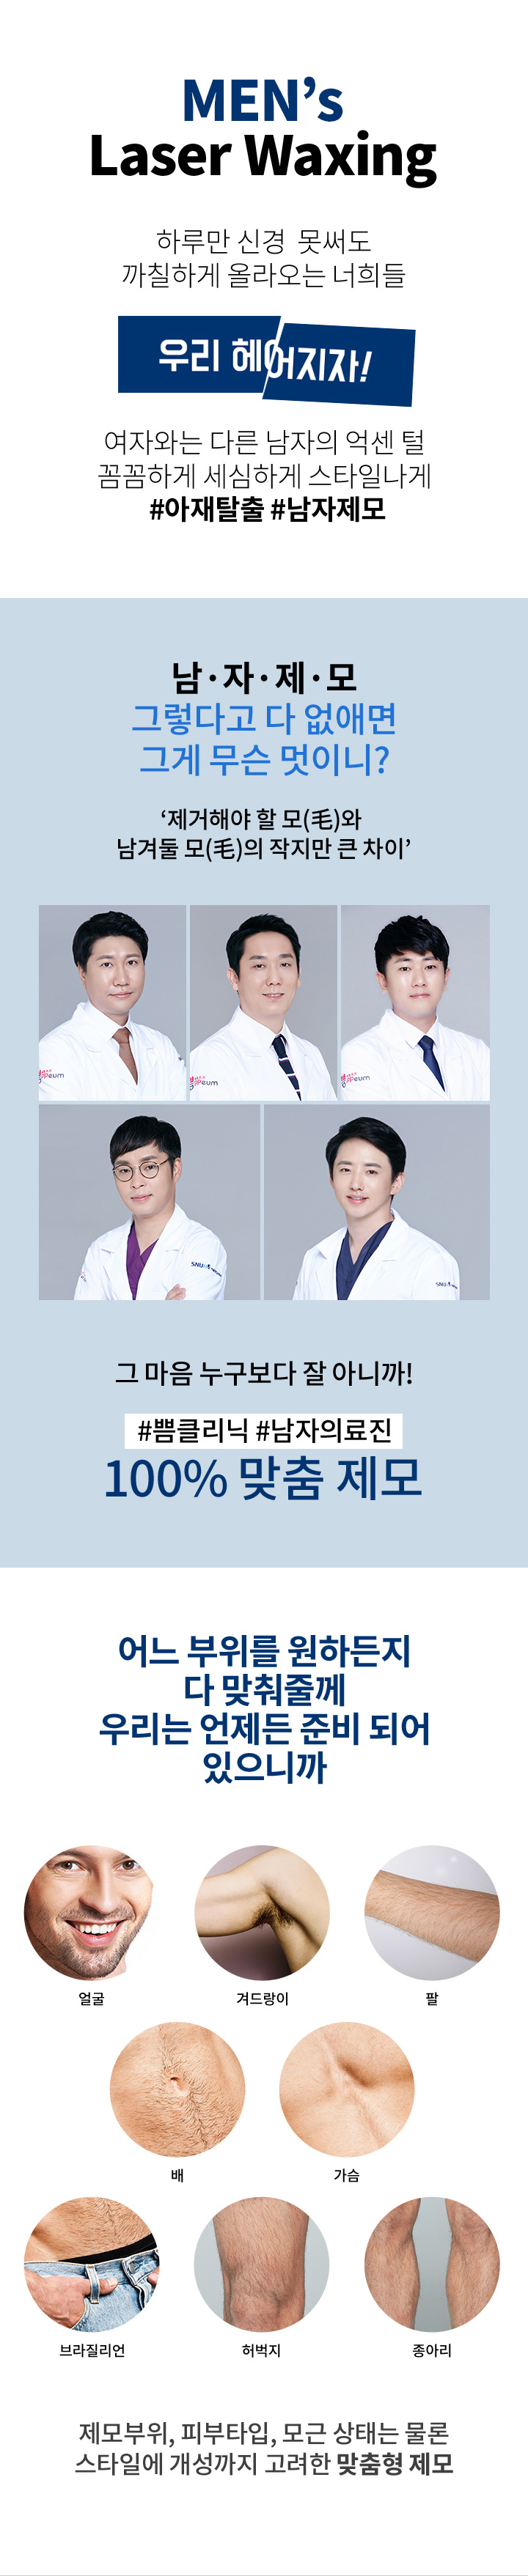 MEN’s
Laser Waxing
하루만 신경 못써도
까칠하게 올라오는 너희들
우리 헤어지자!
여자와는 다른 남자의 억센 털
꼼꼼하게 세심하게 스타일나게
#아재탈출 #남자제모
남·자·제·모
그렇다고 다 없애면
그게 무슨 멋이니?
‘제거해야 할 모(毛)와
남겨둘 모(毛)의 작지만 큰 차이’
그 마음 누구보다 잘 아니까!
#쁨클리닉 #남자의료진
100% 맞춤 제모
어느 부위를 원하든지
다 맞춰줄께
우리는 언제든 준비 되어
있으니까
얼굴
겨드랑이
팔
배
가슴
브라질리언
허벅지
종아리
제모부위, 피부타입, 모근 상태는 물론
스타일에 개성까지 고려한 맞춤형 제모